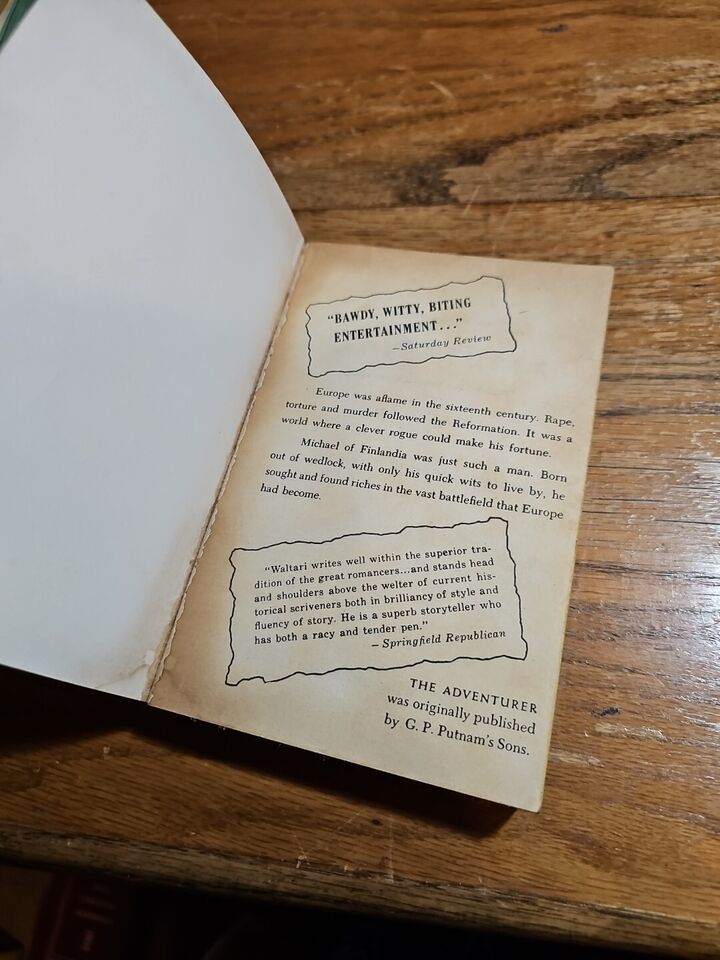 "BAWDY, WITTY, BITING
ENTERTAINMENT..."
—Saturday Review
Europe was aflame in the sixteenth century. Rape,
torture and murder followed the Reformation. It was a
world where a clever rogue could make his fortune.
Michael of Finlandia was just such a man. Born
out of wedlock, with only his quick wits to live by, he
sought and found riches in the vast battlefield that Europe
had become.
"Waltari writes well within the superior tra-
dition of the great romancers...and stands head
and shoulders above the welter of current his-
torical scriveners both in brilliancy of style and
fluency of story. He is a superb storyteller who
has both a racy and tender pen."
—Springfield Republican
THE ADVENTURER
was originally published
by G. P. Putnam's Sons.